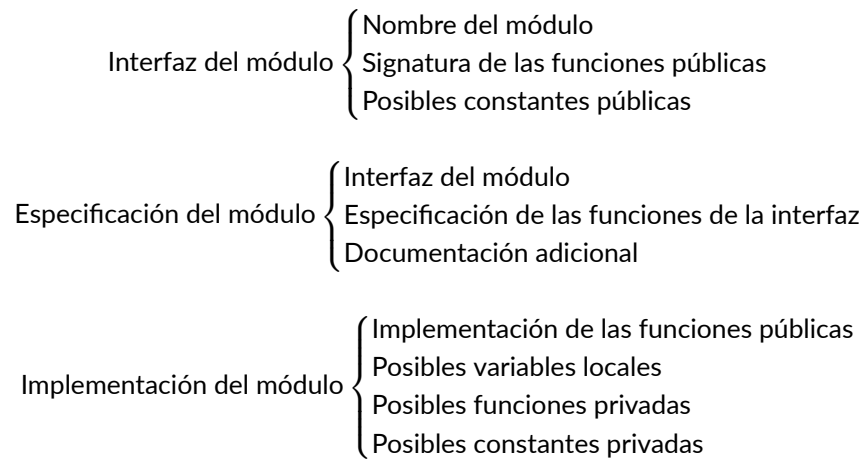 Interfaz del módulo
Nombre del módulo
Signatura de las funciones públicas
Posibles constantes públicas
Especificación del módulo
Interfaz del módulo
Especificación de las funciones de la interfaz
Documentación adicional
Implementación del módulo
Implementación de las funciones públicas
Posibles variables locales
Posibles funciones privadas
Posibles constantes privadas